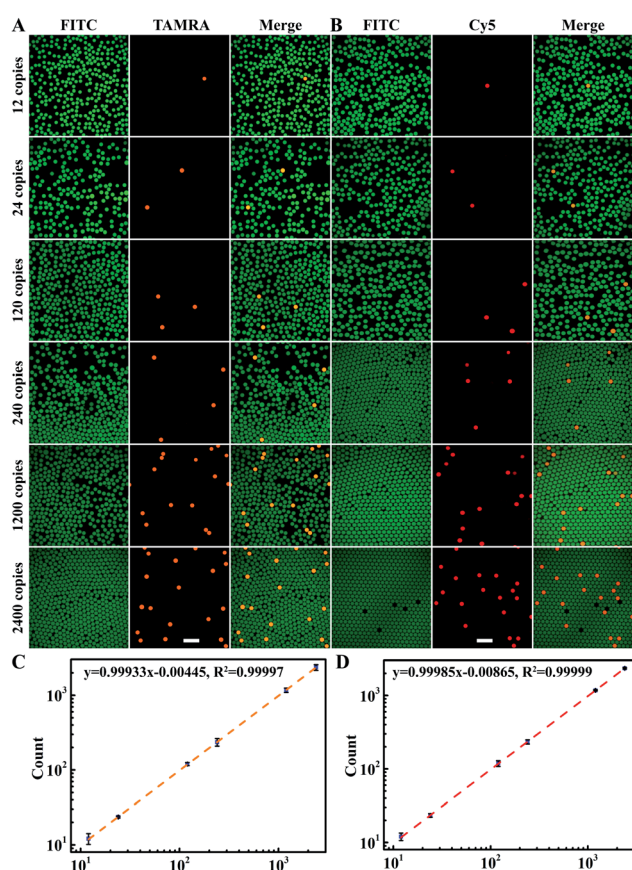 A FITC TAMRA Merge B FITC Cy5 Merge
12 copies
24 copies
120 copies
240 copies
1200 copies
2400 copies
C
y=0.99933x-0.00445, R²=0.99997
Count
10³
10²
10¹
10¹ 10² 10³
D
y=0.99985x-0.00865, R²=0.99999
Count
10³
10²
10¹
10¹ 10² 10³